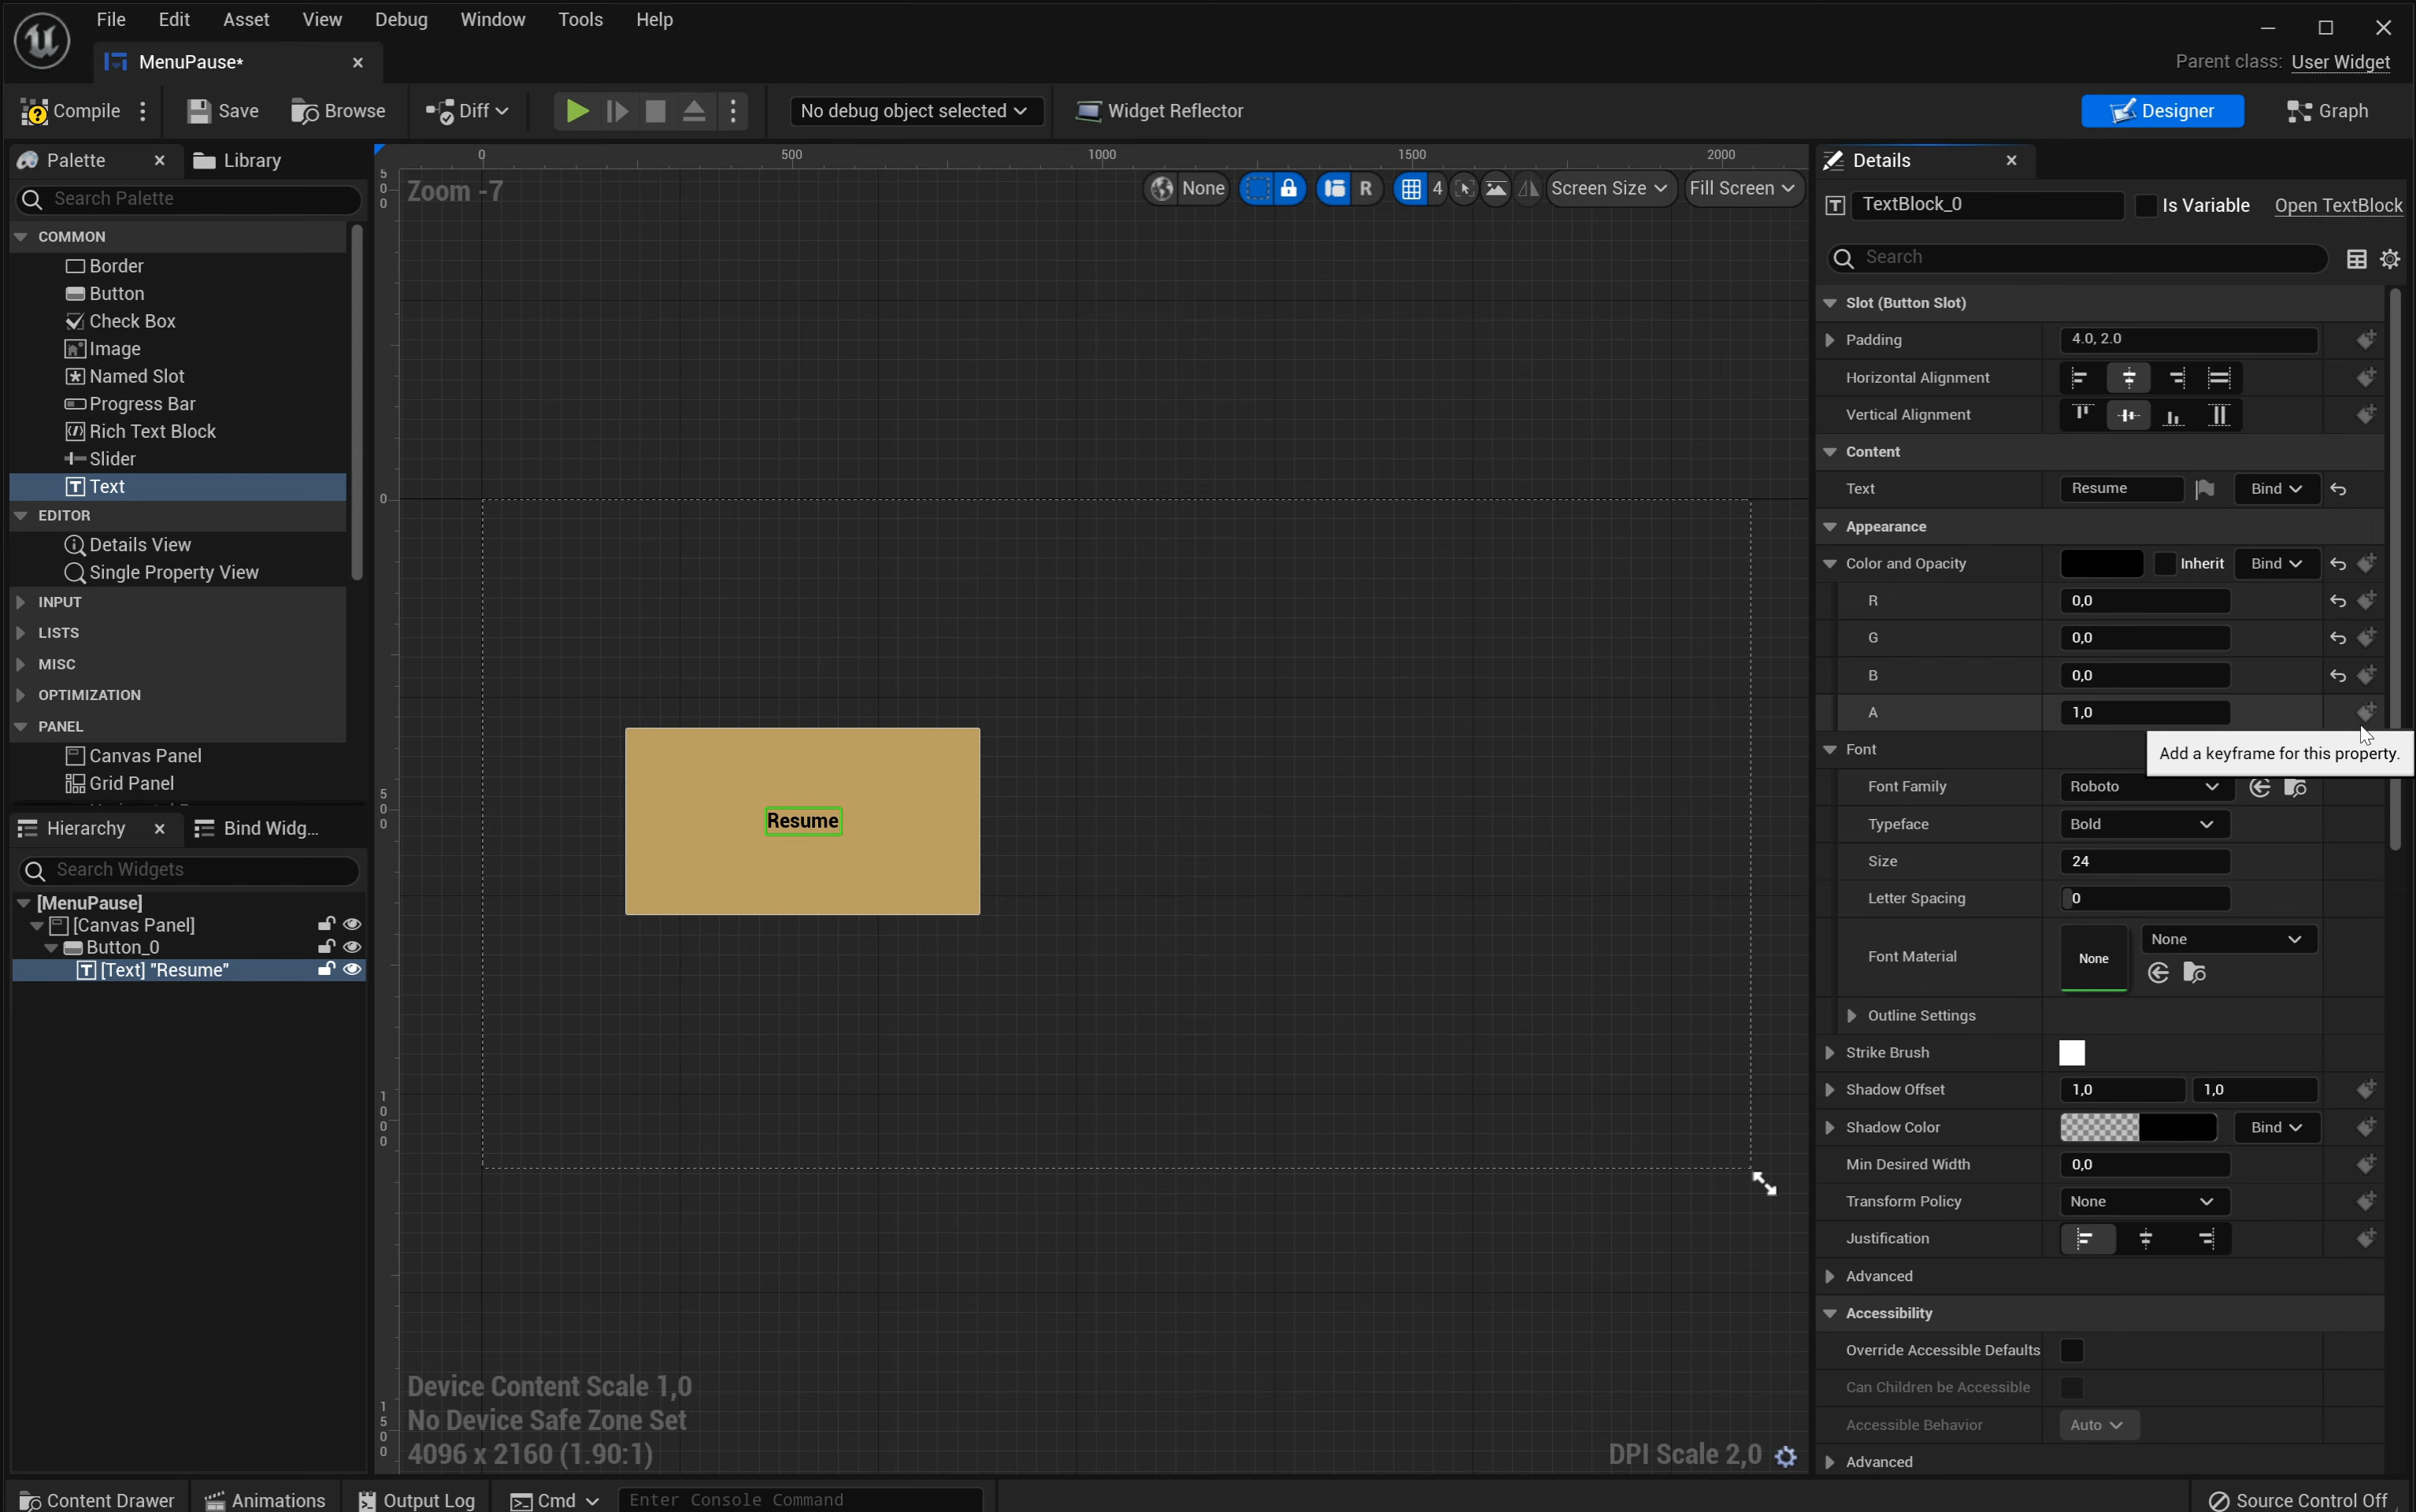 File Edit Asset View Debug Window Tools Help
MenuPause*
Parent class: User Widget
Compile Save Browse Diff No debug object selected Widget Reflector Designer Graph
Palette Library
Search Palette
COMMON
Border
Button
Check Box
Image
Named Slot
Progress Bar
Rich Text Block
Slider
Text
EDITOR
Details View
Single Property View
INPUT
LISTS
MISC
OPTIMIZATION
PANEL
Canvas Panel
Grid Panel
Hierarchy Bind Widg...
Search Widgets
[MenuPause]
[Canvas Panel]
Button_0
[Text] "Resume"
0 500 1000 1500 2000
Zoom -7
None R 4 Screen Size Fill Screen
500
0
500
1000
1500
Resume
Device Content Scale 1,0
No Device Safe Zone Set
4096 x 2160 (1.90:1)
DPI Scale 2,0
Details
TextBlock_0 Is Variable Open TextBlock
Search
Slot (Button Slot)
Padding 4.0, 2.0
Horizontal Alignment
Vertical Alignment
Content
Text Resume Bind
Appearance
Color and Opacity Inherit Bind
R 0,0
G 0,0
B 0,0
A 1,0
Font
Add a keyframe for this property.
Font Family Roboto
Typeface Bold
Size 24
Letter Spacing 0
Font Material None None
Outline Settings
Strike Brush
Shadow Offset 1,0 1,0
Shadow Color Bind
Min Desired Width 0,0
Transform Policy None
Justification
Advanced
Accessibility
Override Accessible Defaults
Can Children be Accessible
Accessible Behavior Auto
Advanced
Content Drawer Animations Output Log Cmd Enter Console Command Source Control Off